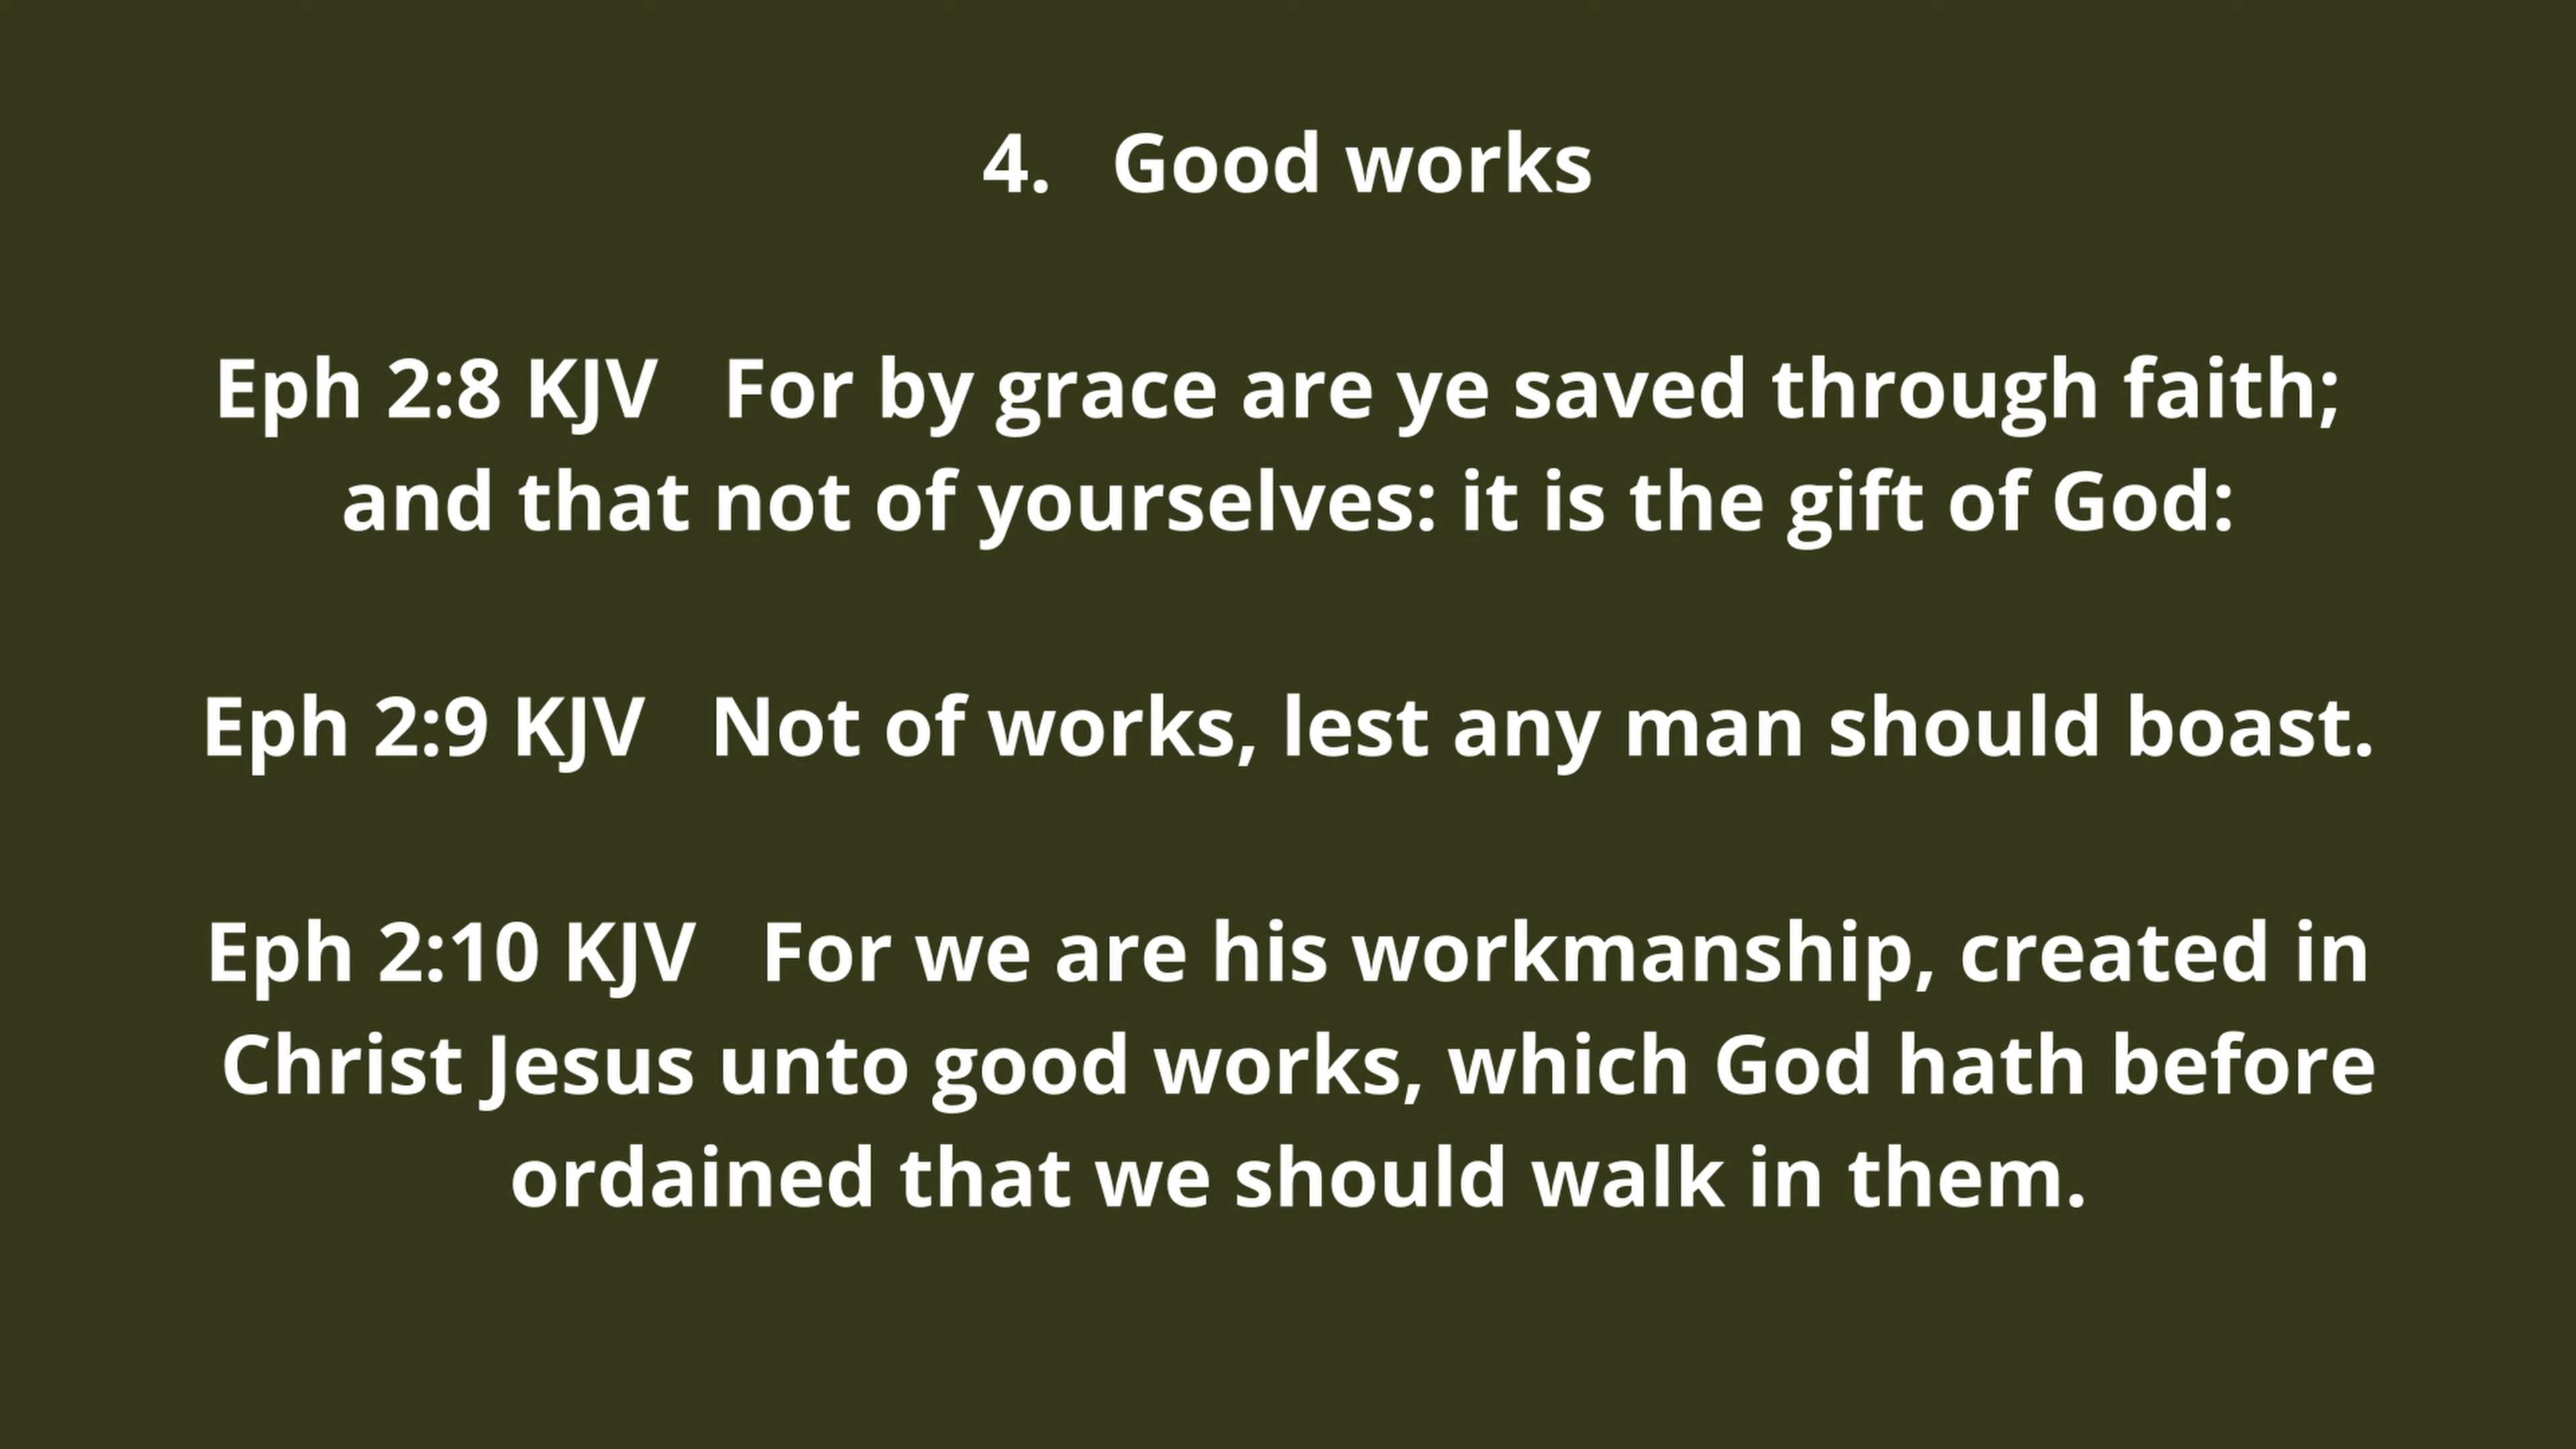 4. Good works
Eph 2:8 KJV For by grace are ye saved through faith;
and that not of yourselves: it is the gift of God:
Eph 2:9 KJV Not of works, lest any man should boast.
Eph 2:10 KJV For we are his workmanship, created in
Christ Jesus unto good works, which God hath before
ordained that we should walk in them.